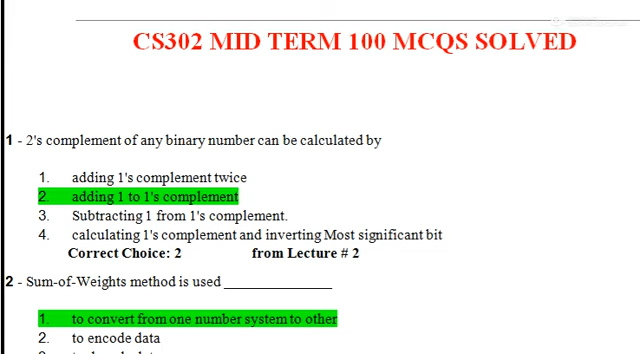 CS302 MID TERM 100 MCQS SOLVED
1 - 2's complement of any binary number can be calculated by
1. adding 1's complement twice
2. adding 1 to 1's complement
3. Subtracting 1 from 1's complement.
4. calculating 1's complement and inverting Most significant bit
Correct Choice: 2 from Lecture # 2
2 - Sum-of-Weights method is used _______________
1. to convert from one number system to other
2. to encode data